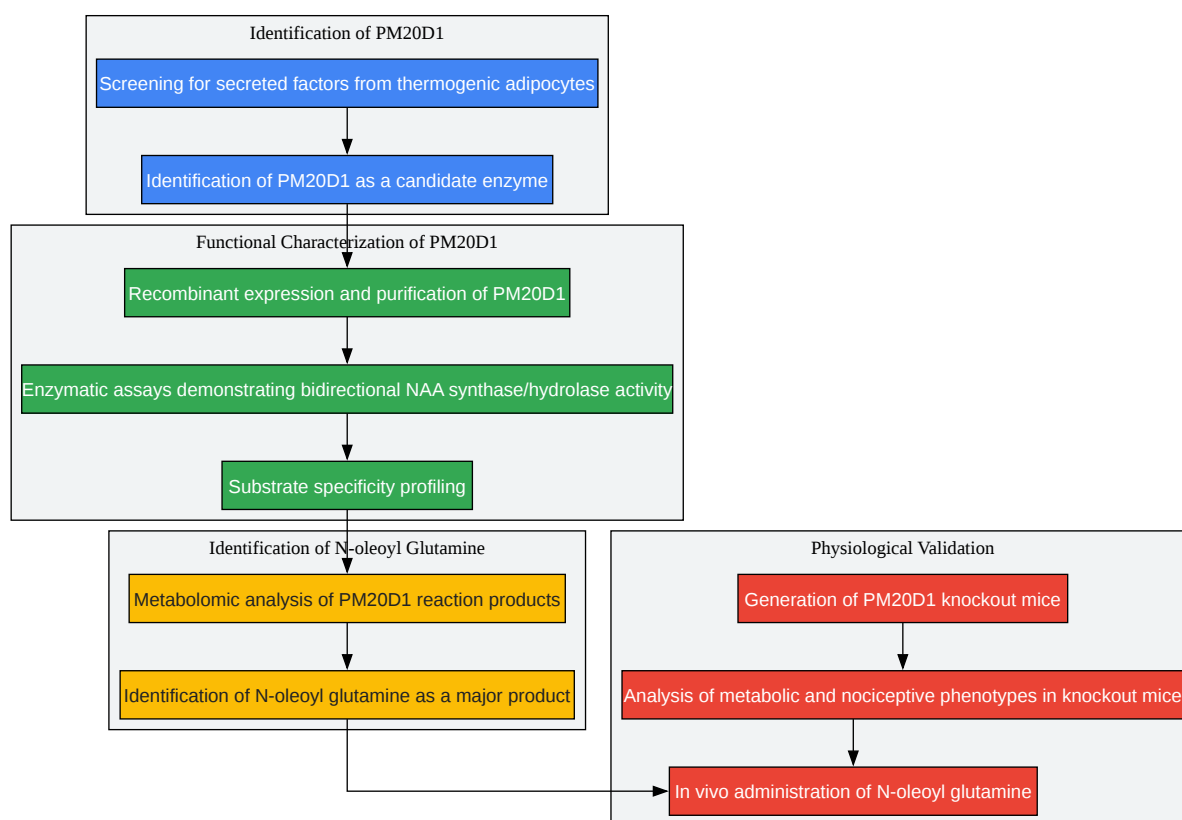 Identification of PM20D1
Screening for secreted factors from thermogenic adipocytes
Identification of PM20D1 as a candidate enzyme
Functional Characterization of PM20D1
Recombinant expression and purification of PM20D1
Enzymatic assays demonstrating bidirectional NAA synthase/hydrolase activity
Substrate specificity profiling
Identification of N-oleoyl Glutamine
Metabolomic analysis of PM20D1 reaction products
Identification of N-oleoyl glutamine as a major product
Physiological Validation
Generation of PM20D1 knockout mice
Analysis of metabolic and nociceptive phenotypes in knockout mice
In vivo administration of N-oleoyl glutamine